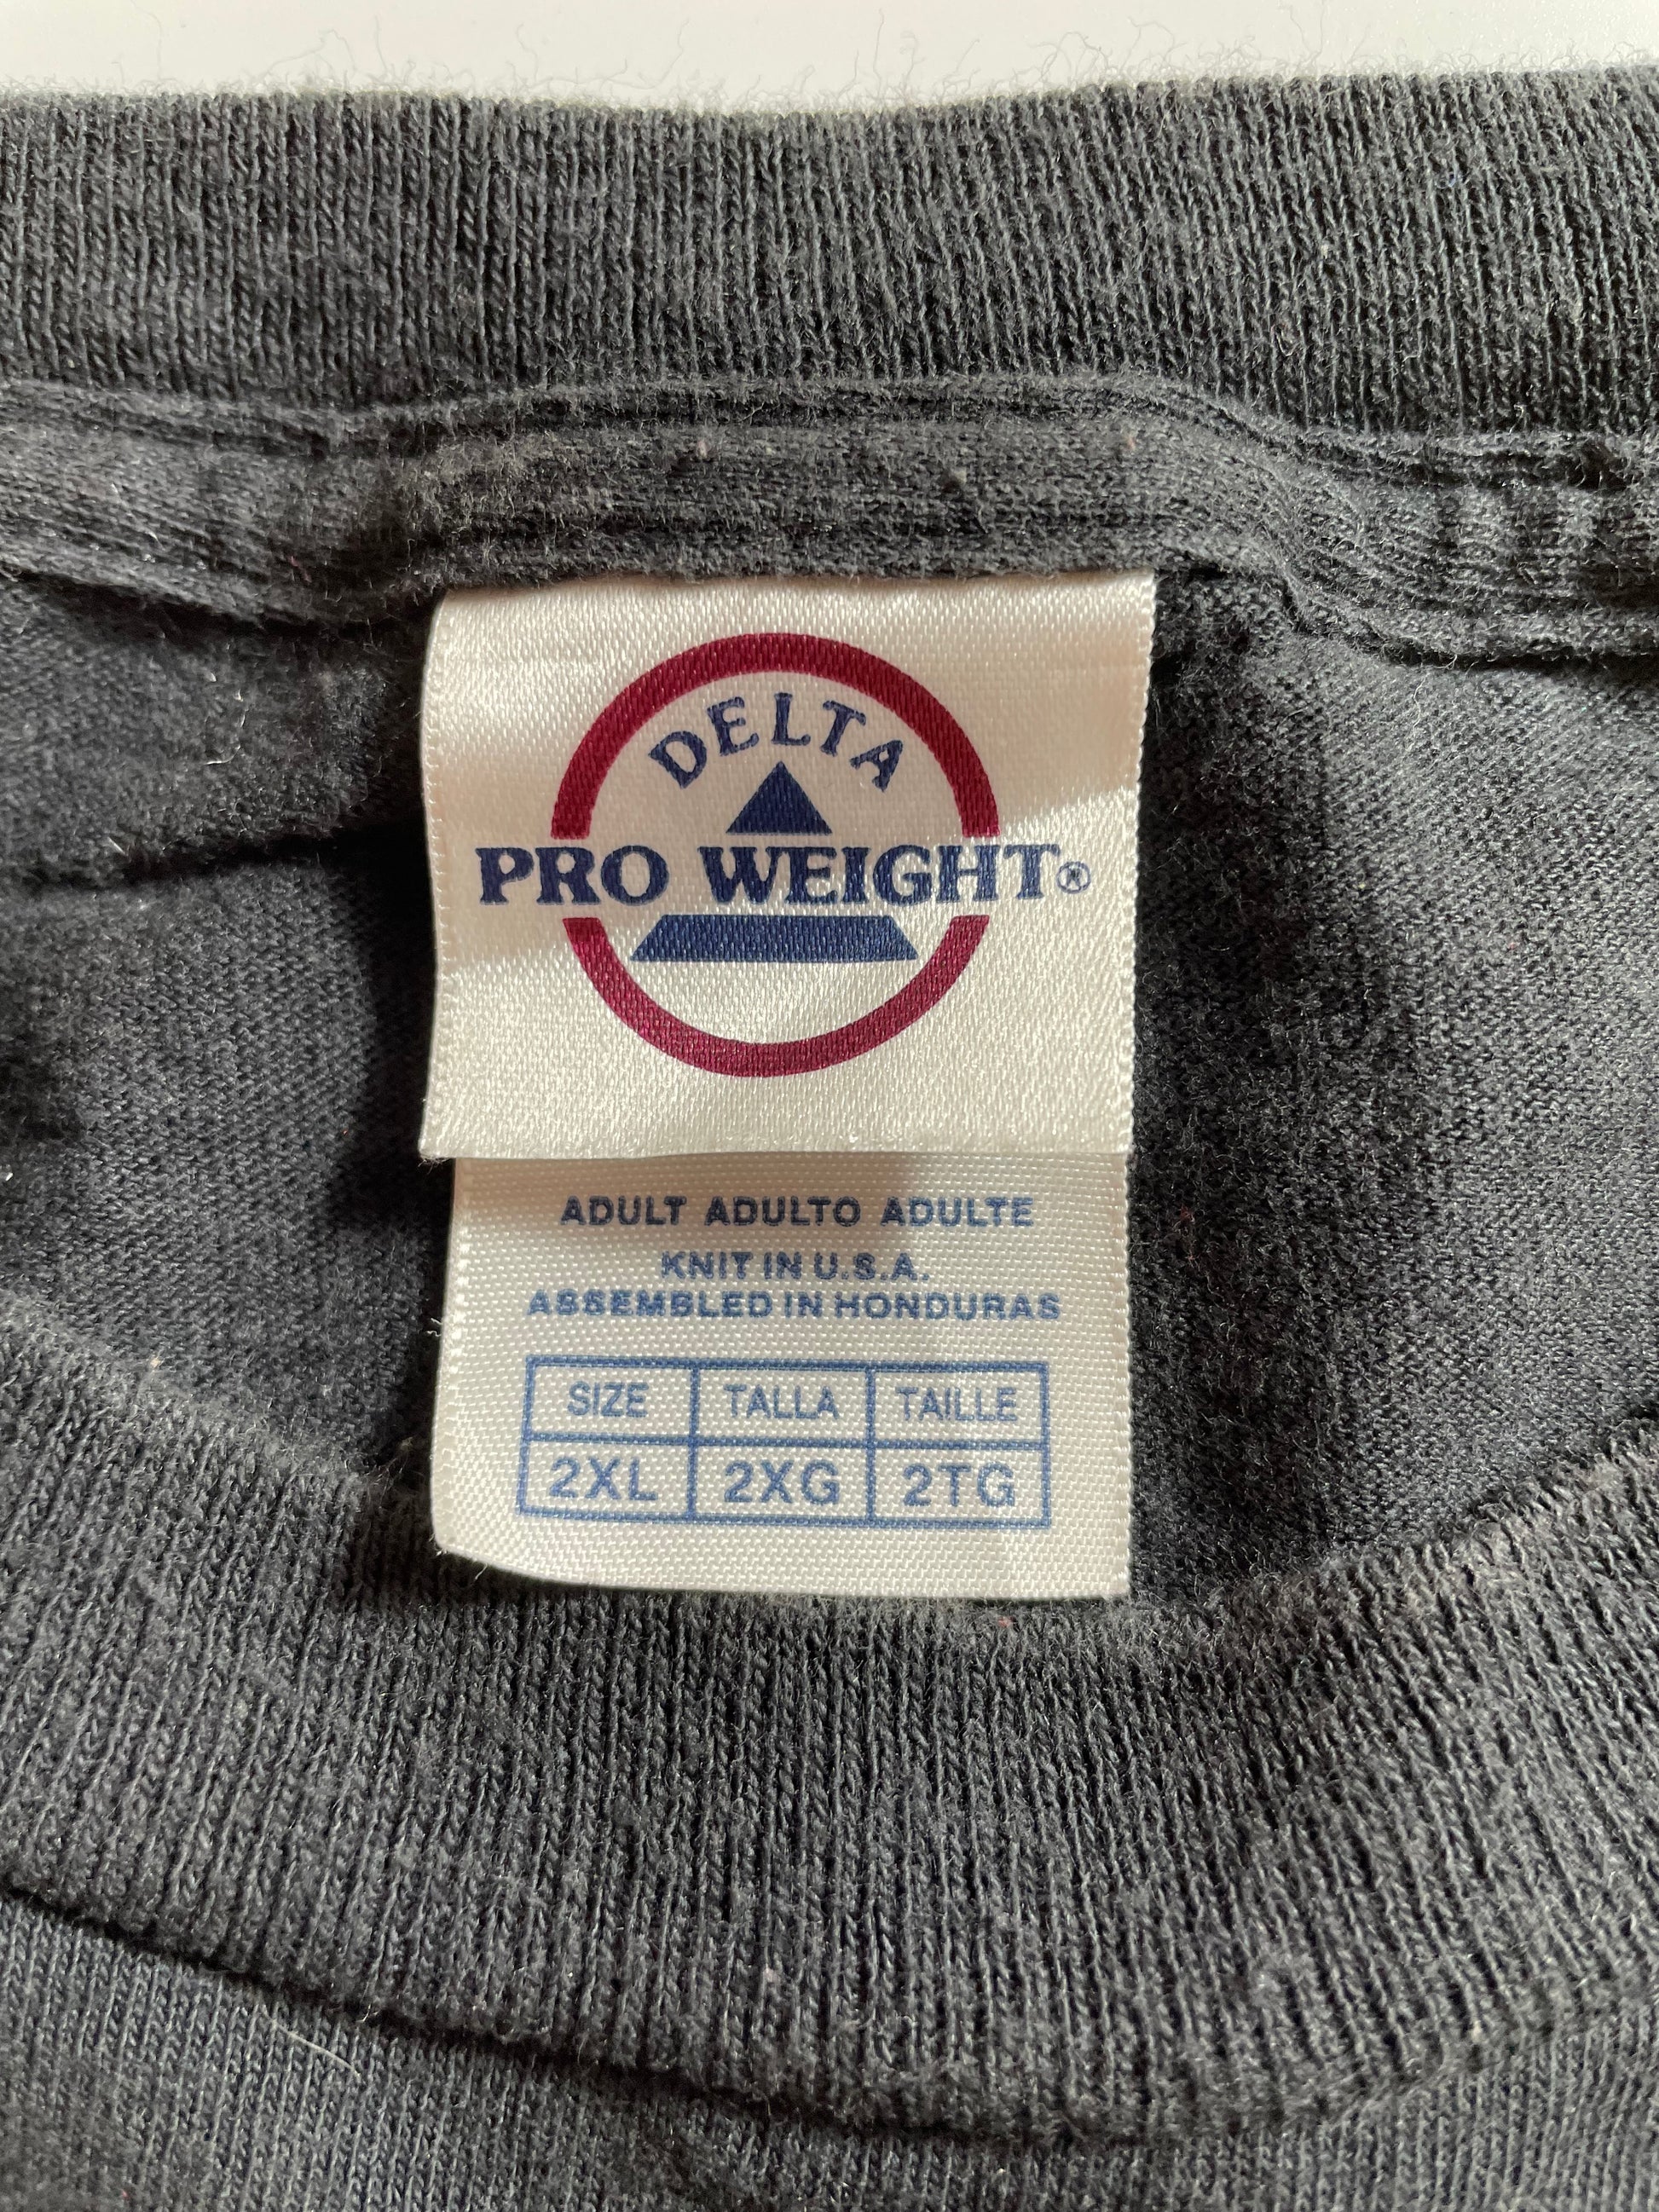 DELTA
PRO WEIGHT®
ADULT ADULTO ADULTE
KNIT IN U.S.A.
ASSEMBLED IN HONDURAS
SIZE TALLA TAILLE
2XL 2XG 2TG